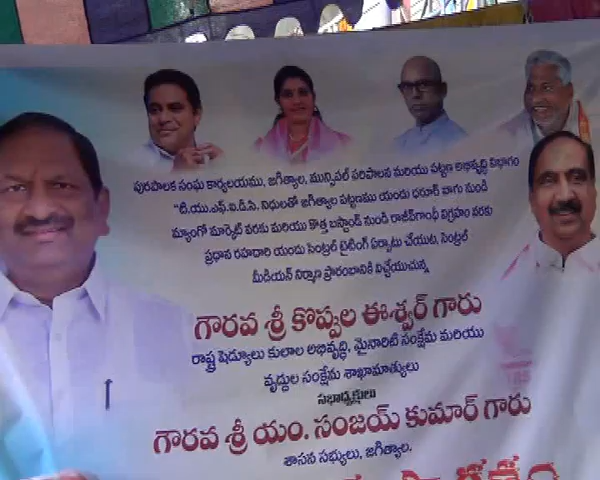 పురపాలక సంఘ కార్యాలయము, జగిత్యాల, మున్సిపల్ పరిపాలన మరియు పట్టణ అభివృద్ధి విభాగం
"టి.యు.ఎఫ్.ఐ.డి.సి. నిధులతో జగిత్యాల పట్టణము యందు ధరూర్ వాగు నుండి
మ్యాంగో మార్కెట్ వరకు మరియు కొత్త బస్టాండ్ నుండి రాజీవ్‌గాంధీ విగ్రహం వరకు
ప్రధాన రహదారి యందు సెంట్రల్ లైటింగ్ ఏర్పాటు చేయుట, సెంట్రల్
మీడియన్ నిర్మాణ ప్రారంబానికి విచ్చేయుచున్న
గౌరవ శ్రీ కొప్పుల ఈశ్వర్ గారు
రాష్ట్ర షెడ్యూలు కులాల అభివృద్ధి, మైనారిటీ సంక్షేమ మరియు
వృద్ధుల సంక్షేమ శాఖామాత్యులు
సభాధ్యక్షులు
గౌరవ శ్రీ యం. సంజయ్ కుమార్ గారు
శాసన సభ్యులు, జగిత్యాల.